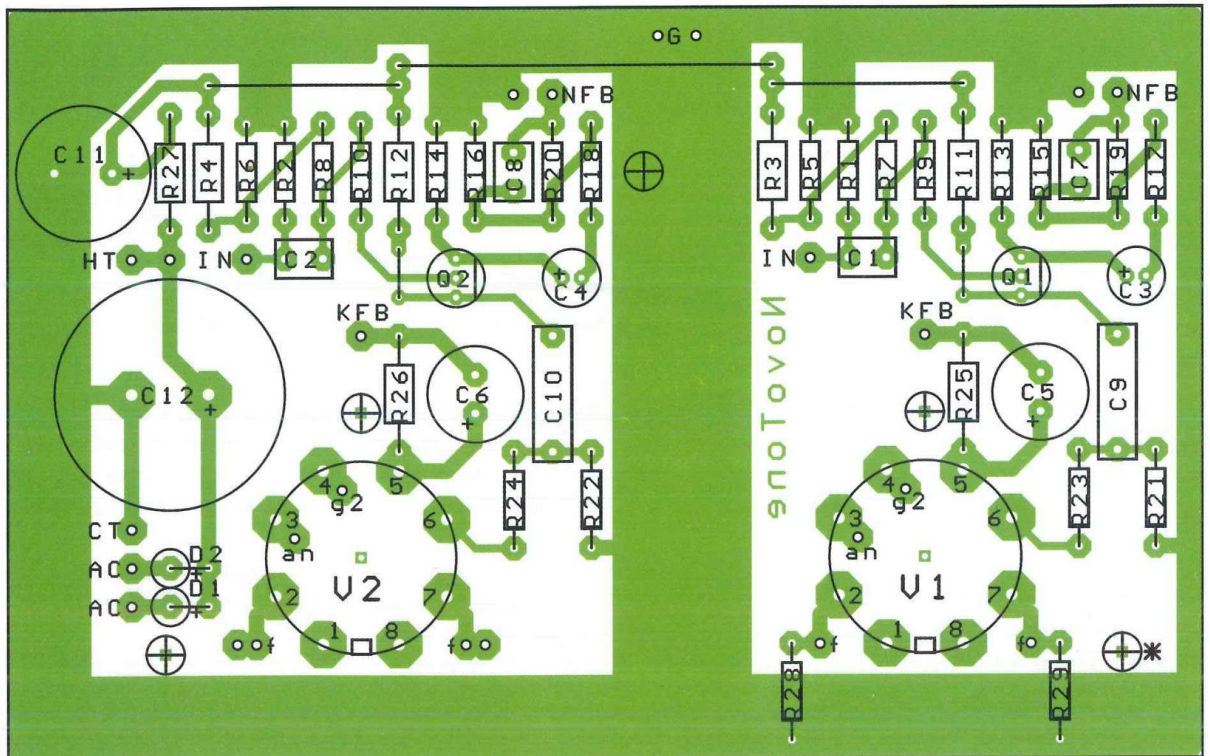 G
NFB
NFB
C11
+
R27
R4
R6
R2
R8
R10
R12
R14
R16
C8
R20
R18
R3
R5
R1
R7
R9
R11
R13
R15
C7
R19
R17
HT
IN
C2
Q2
+
C4
IN
C1
Q1
+
C3
KFB
KFB
NovoTone
C12
+
R26
C6
+
C10
R25
C5
+
C9
4
5
g2
3
6
an
R24
R22
4
5
g2
3
6
an
R23
R21
CT
AC
D2
+
AC
D1
+
V2
2
7
1
8
f
f
V1
2
7
1
8
f
f
*
R28
R29